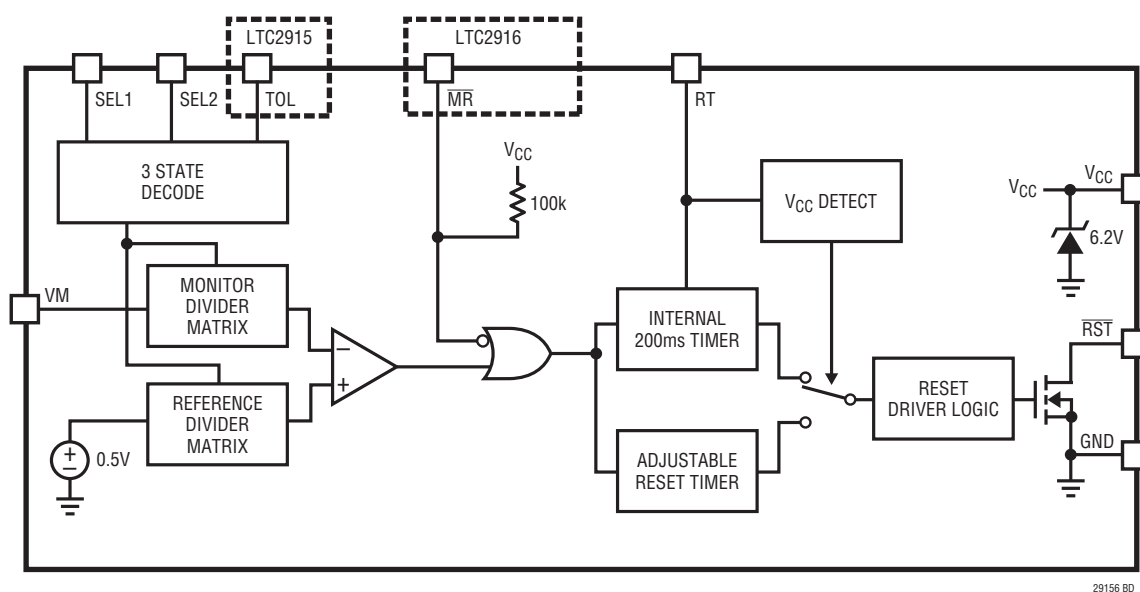 LTC2915
LTC2916
SEL1
SEL2
TOL
M̅R̅
RT
3 STATE
DECODE
VCC
100k
VCC DETECT
VCC
VCC
6.2V
VM
MONITOR
DIVIDER
MATRIX
INTERNAL
200ms TIMER
R̅S̅T̅
−
+
REFERENCE
DIVIDER
MATRIX
RESET
DRIVER LOGIC
+
−
0.5V
ADJUSTABLE
RESET TIMER
GND
29156 BD